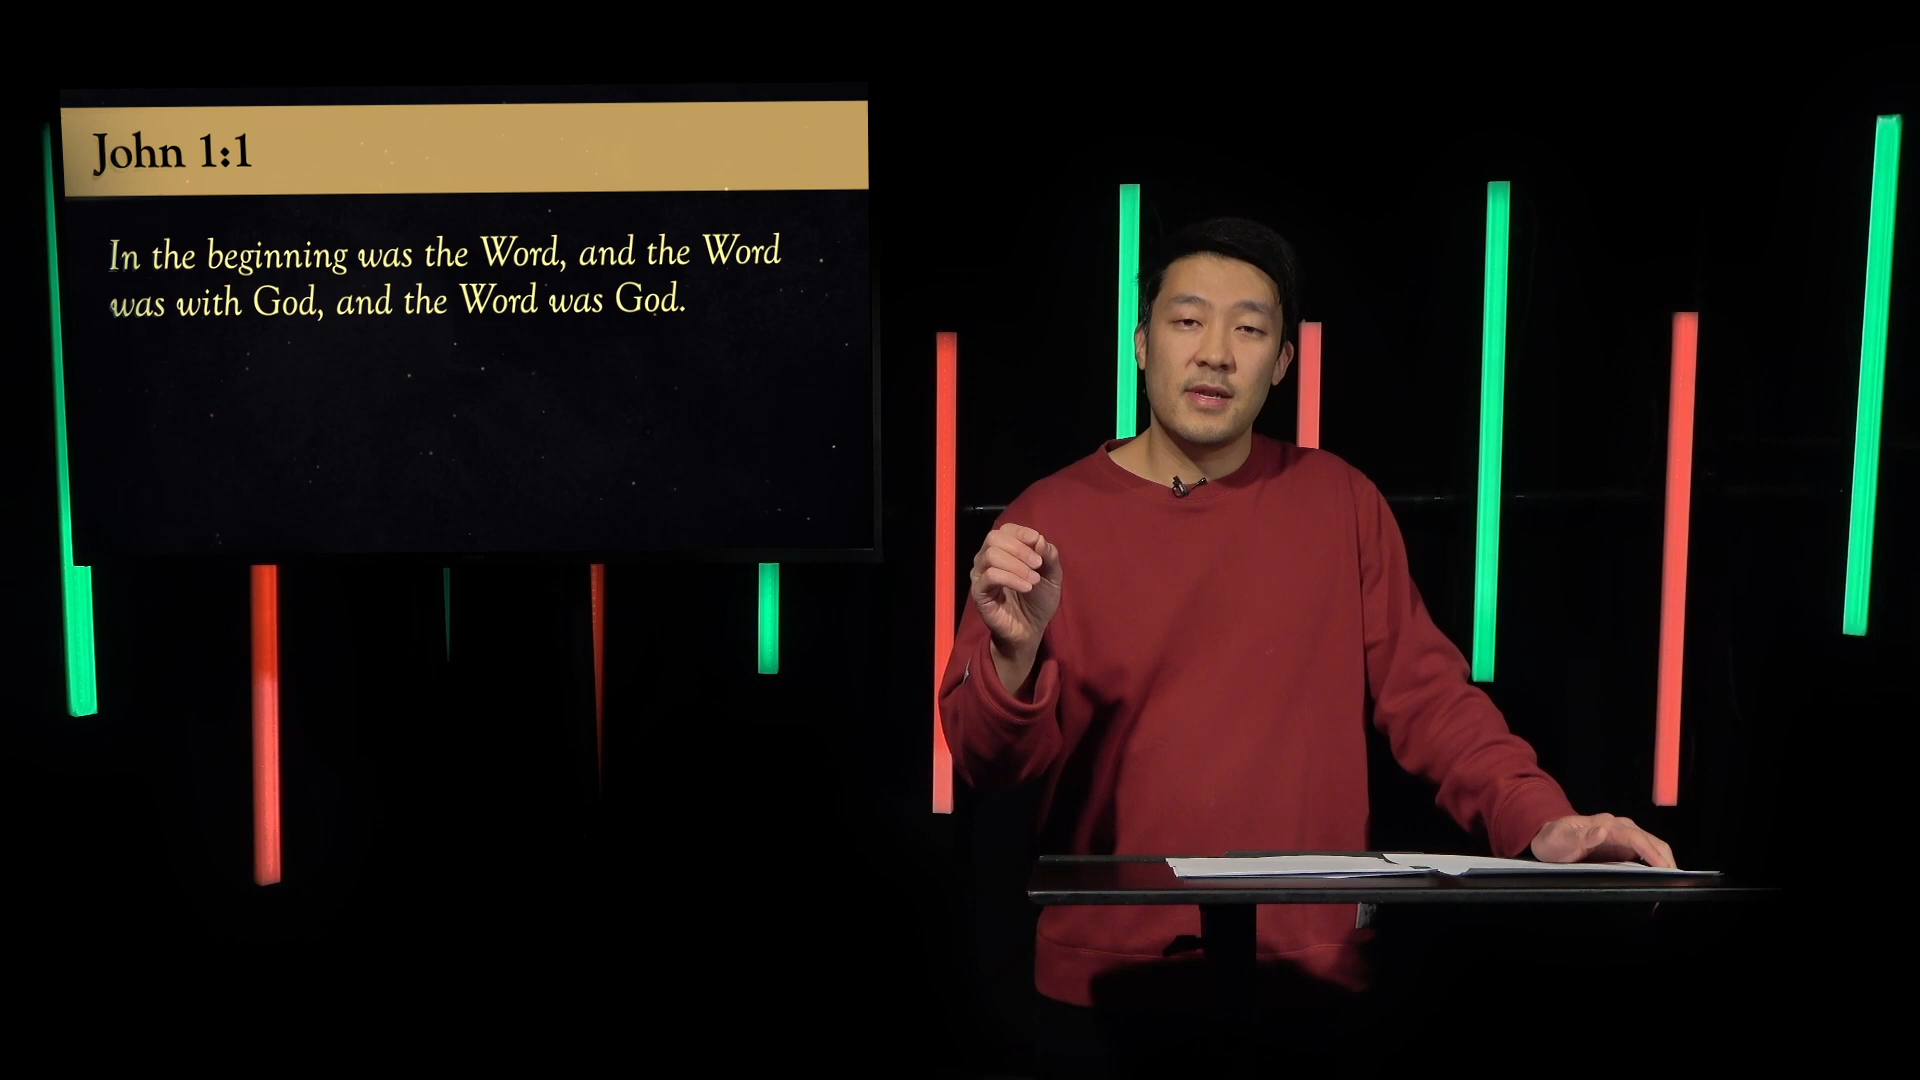 John 1:1
In the beginning was the Word, and the Word
was with God, and the Word was God.